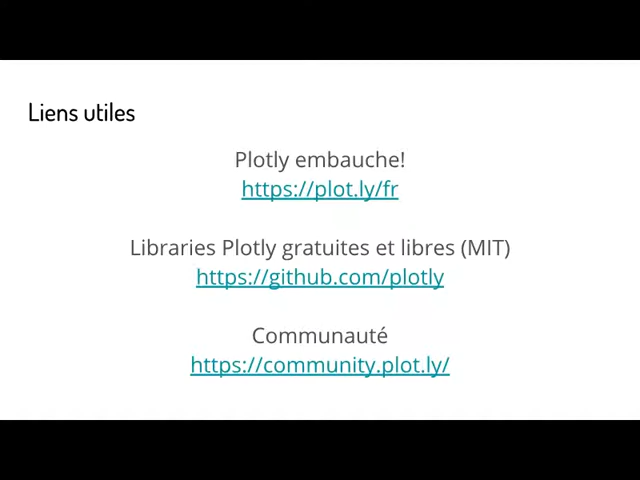 Liens utiles
Plotly embauche!
https://plot.ly/fr
Libraries Plotly gratuites et libres (MIT)
https://github.com/plotly
Communauté
https://community.plot.ly/